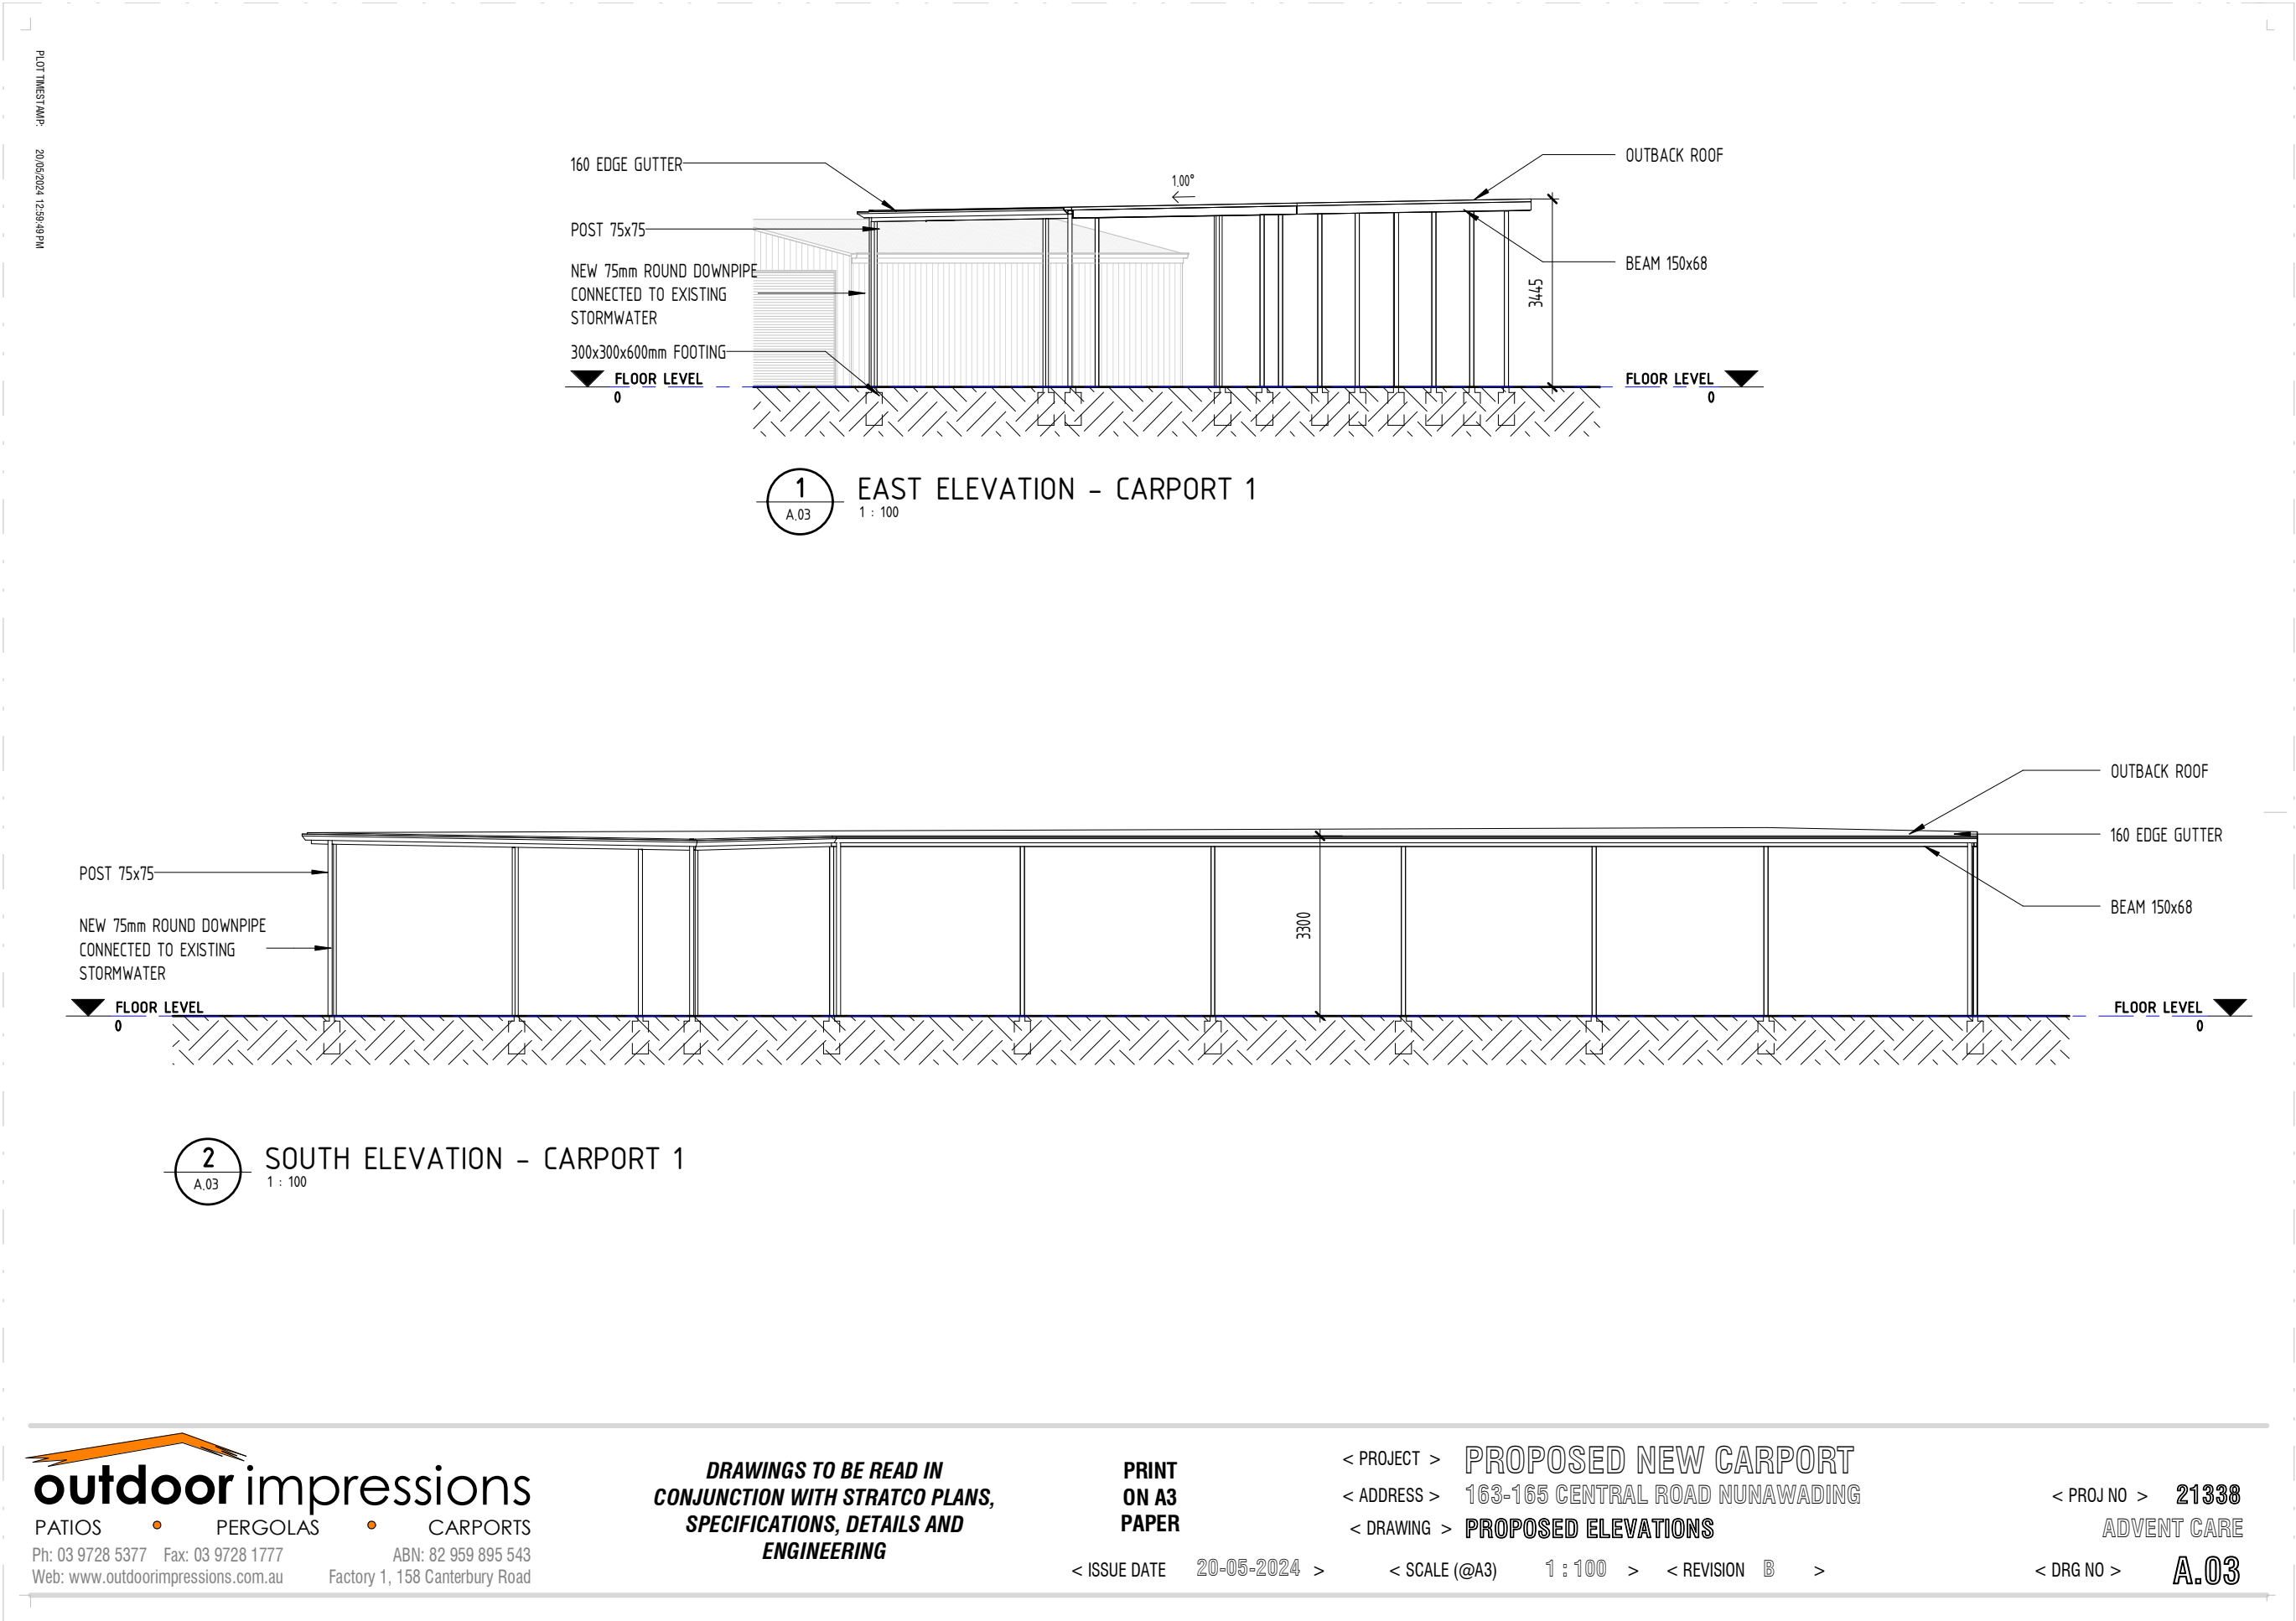 PLOT TIMESTAMP: 20/05/2024 12:59:49 PM
160 EDGE GUTTER
OUTBACK ROOF
1.00°
POST 75x75
BEAM 150x68
NEW 75mm ROUND DOWNPIPE
CONNECTED TO EXISTING
STORMWATER
3445
300x300x600mm FOOTING
FLOOR LEVEL
0
FLOOR LEVEL
0
1
A.03
EAST ELEVATION - CARPORT 1
1 : 100
OUTBACK ROOF
160 EDGE GUTTER
POST 75x75
BEAM 150x68
NEW 75mm ROUND DOWNPIPE
CONNECTED TO EXISTING
STORMWATER
3300
FLOOR LEVEL
0
FLOOR LEVEL
0
2
A.03
SOUTH ELEVATION - CARPORT 1
1 : 100
outdoor impressions
PATIOS • PERGOLAS • CARPORTS
Ph: 03 9728 5377 Fax: 03 9728 1777 ABN: 82 959 895 543
Web: www.outdoorimpressions.com.au Factory 1, 158 Canterbury Road
DRAWINGS TO BE READ IN
CONJUNCTION WITH STRATCO PLANS,
SPECIFICATIONS, DETAILS AND
ENGINEERING
PRINT
ON A3
PAPER
< PROJECT > PROPOSED NEW CARPORT
< ADDRESS > 163-165 CENTRAL ROAD NUNAWADING
< DRAWING > PROPOSED ELEVATIONS
< ISSUE DATE 20-05-2024 > < SCALE (@A3) 1 : 100 > < REVISION B >
< PROJ NO > 21338
ADVENT CARE
< DRG NO > A.03